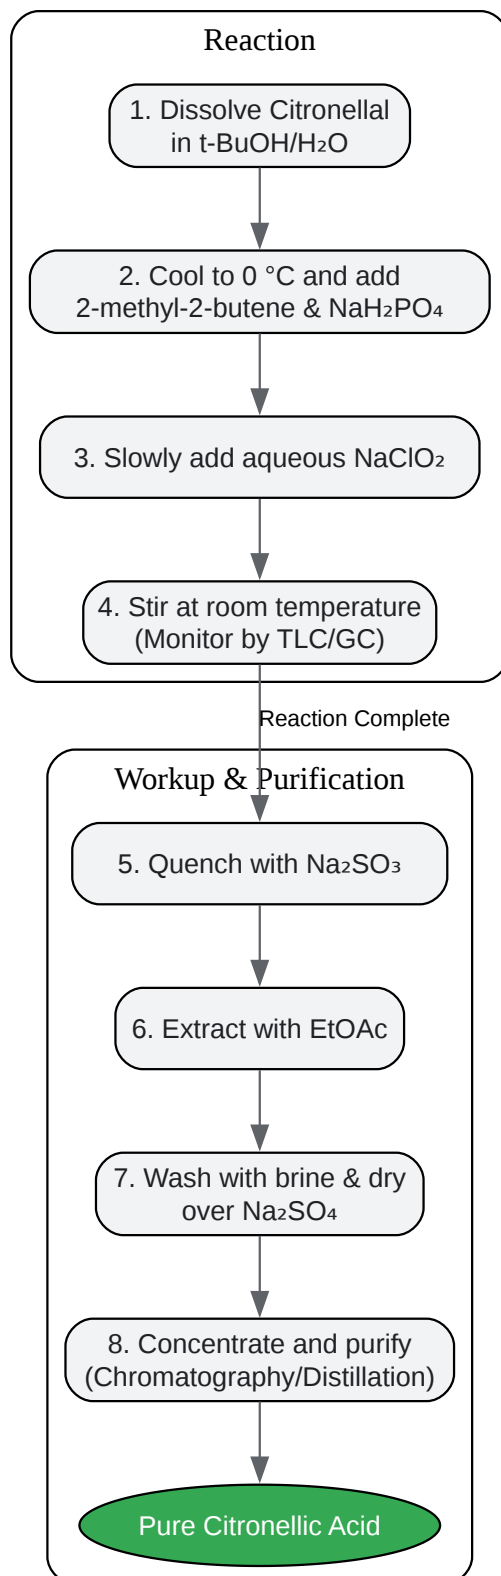 Reaction
1. Dissolve Citronellal
in t-BuOH/H₂O
2. Cool to 0 °C and add
2-methyl-2-butene & NaH₂PO₄
3. Slowly add aqueous NaClO₂
4. Stir at room temperature
(Monitor by TLC/GC)
Reaction Complete
Workup & Purification
5. Quench with Na₂SO₃
6. Extract with EtOAc
7. Wash with brine & dry
over Na₂SO₄
8. Concentrate and purify
(Chromatography/Distillation)
Pure Citronellic Acid